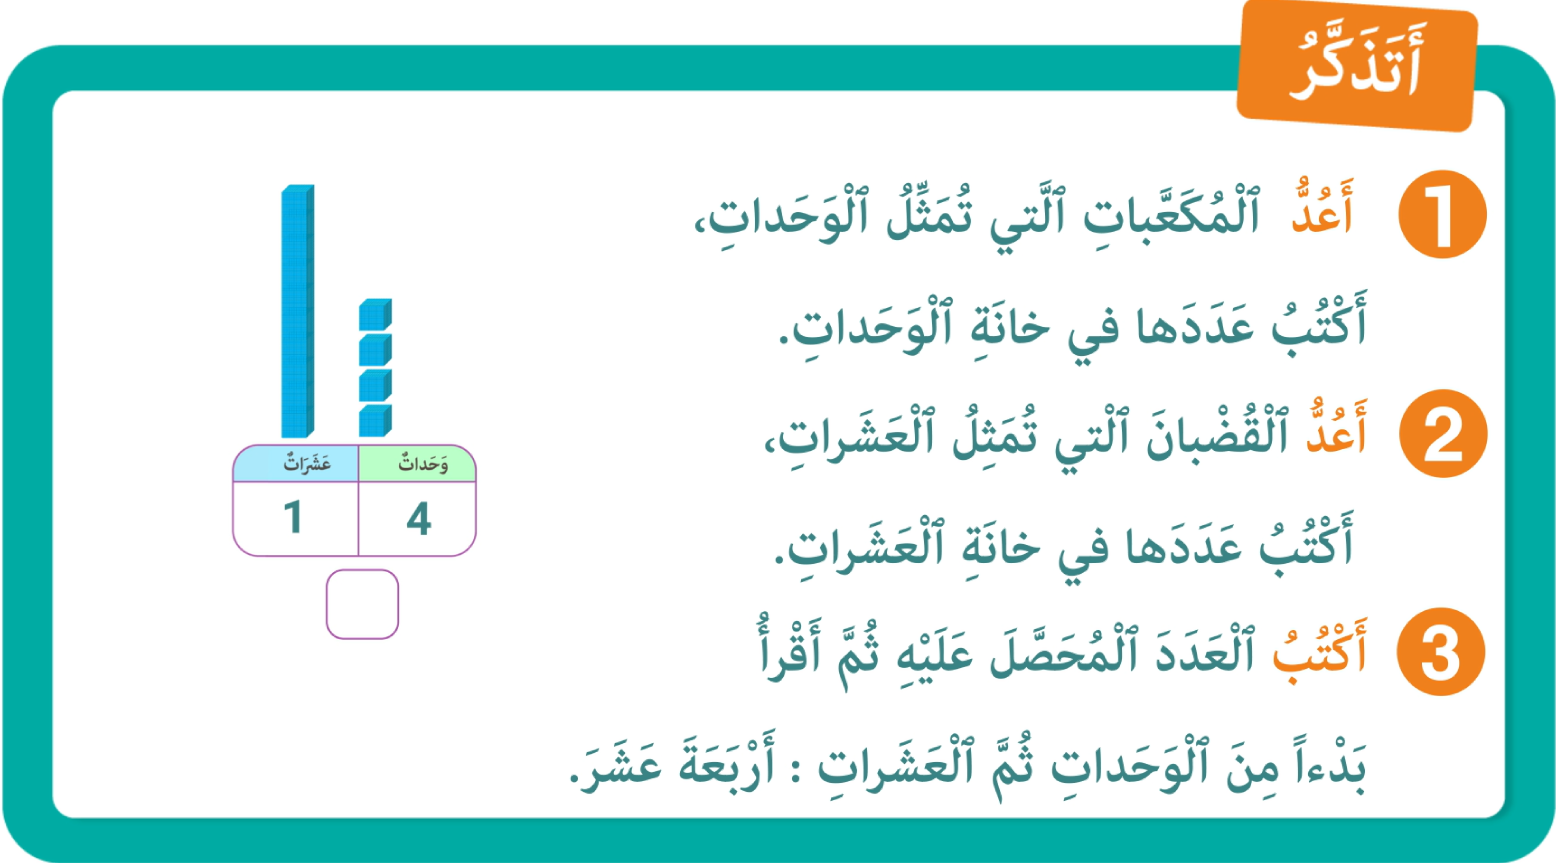 أَتَذَكَّرُ
1 أَعُدُّ ٱلْمُكَعَّباتِ ٱلَّتي تُمَثِّلُ ٱلْوَحَداتِ،
أَكْتُبُ عَدَدَها في خانَةِ ٱلْوَحَداتِ.
2 أَعُدُّ ٱلْقُضْبانَ ٱلْتي تُمَثِلُ ٱلْعَشَراتِ،
أَكْتُبُ عَدَدَها في خانَةِ ٱلْعَشَراتِ.
3 أَكْتُبُ ٱلْعَدَدَ ٱلْمُحَصَّلَ عَلَيْهِ ثُمَّ أَقْرأُ
بَدْءاً مِنَ ٱلْوَحَداتِ ثُمَّ ٱلْعَشَراتِ : أَرْبَعَةَ عَشَرَ.
وَحَداتٌ عَشَرَاتٌ
4 1